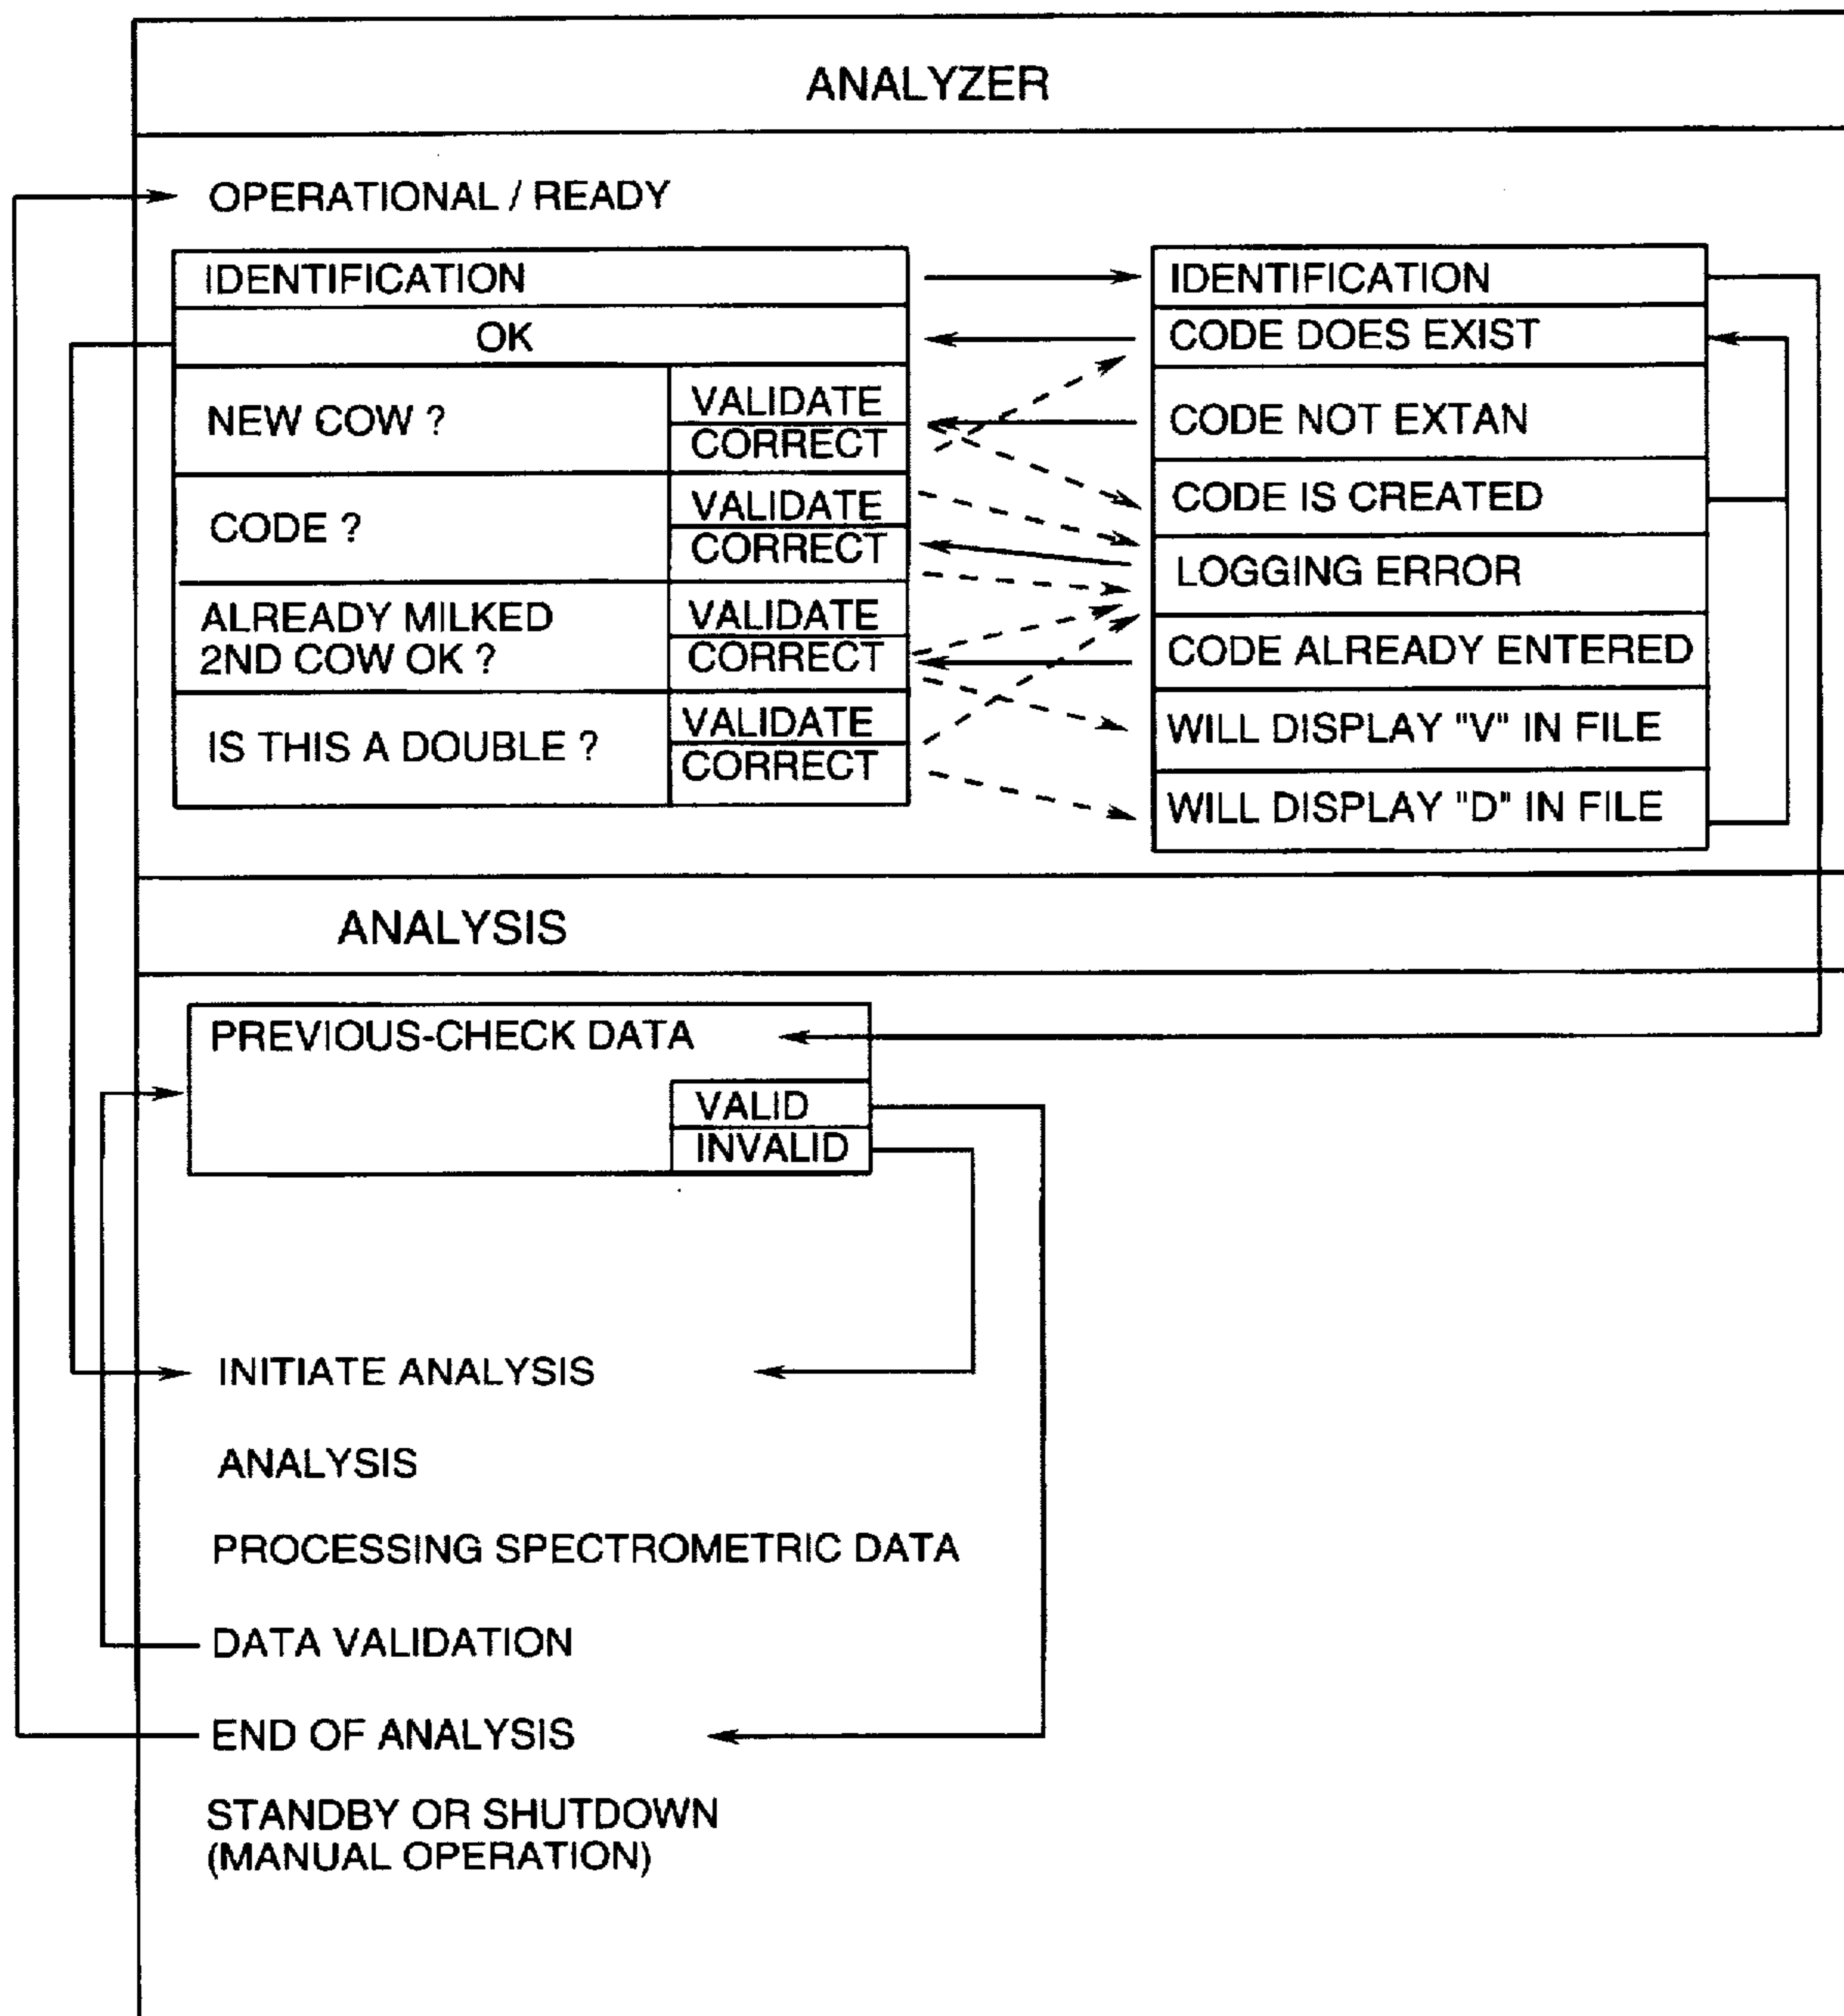 ANALYZER
OPERATIONAL / READY
IDENTIFICATION
OK
NEW COW ?
VALIDATE
CORRECT
CODE ?
VALIDATE
CORRECT
ALREADY MILKED
2ND COW OK ?
VALIDATE
CORRECT
IS THIS A DOUBLE ?
VALIDATE
CORRECT
IDENTIFICATION
CODE DOES EXIST
CODE NOT EXTAN
CODE IS CREATED
LOGGING ERROR
CODE ALREADY ENTERED
WILL DISPLAY "V" IN FILE
WILL DISPLAY "D" IN FILE
ANALYSIS
PREVIOUS-CHECK DATA
VALID
INVALID
INITIATE ANALYSIS
ANALYSIS
PROCESSING SPECTROMETRIC DATA
DATA VALIDATION
END OF ANALYSIS
STANDBY OR SHUTDOWN
(MANUAL OPERATION)